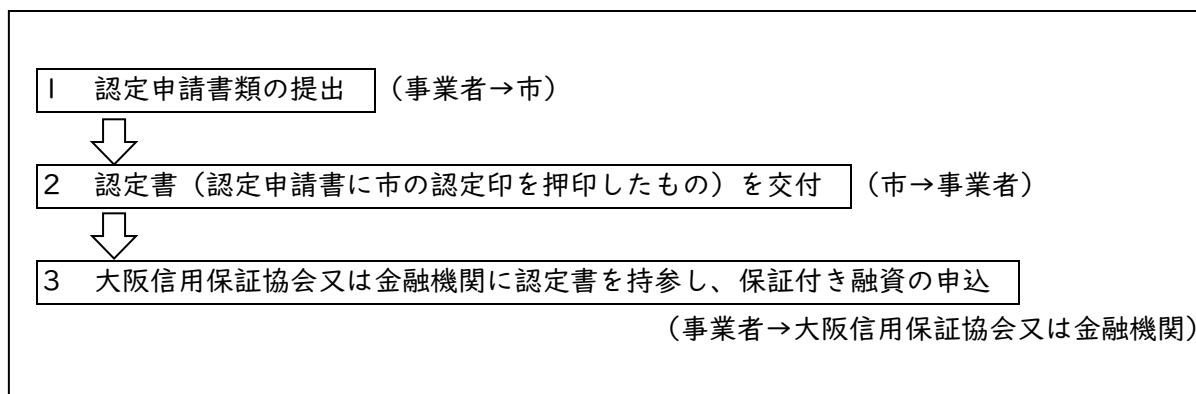 1 認定申請書類の提出 （事業者→市）
2 認定書（認定申請書に市の認定印を押印したもの）を交付 （市→事業者）
3 大阪信用保証協会又は金融機関に認定書を持参し、保証付き融資の申込
（事業者→大阪信用保証協会又は金融機関）